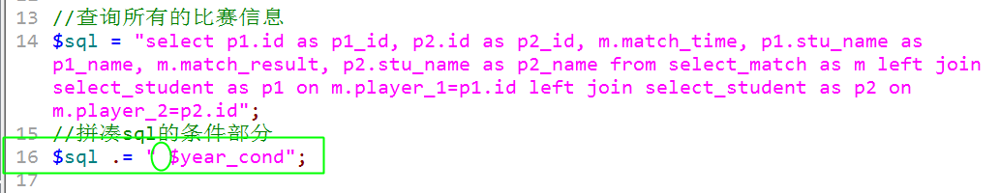 13 //查询所有的比赛信息
14 $sql = "select p1.id as p1_id, p2.id as p2_id, m.match_time, p1.stu_name as
p1_name, m.match_result, p2.stu_name as p2_name from select_match as m left join
select_student as p1 on m.player_1=p1.id left join select_student as p2 on
m.player_2=p2.id";
15 //拼凑sql的条件部分
16 $sql .= " $year_cond";
17